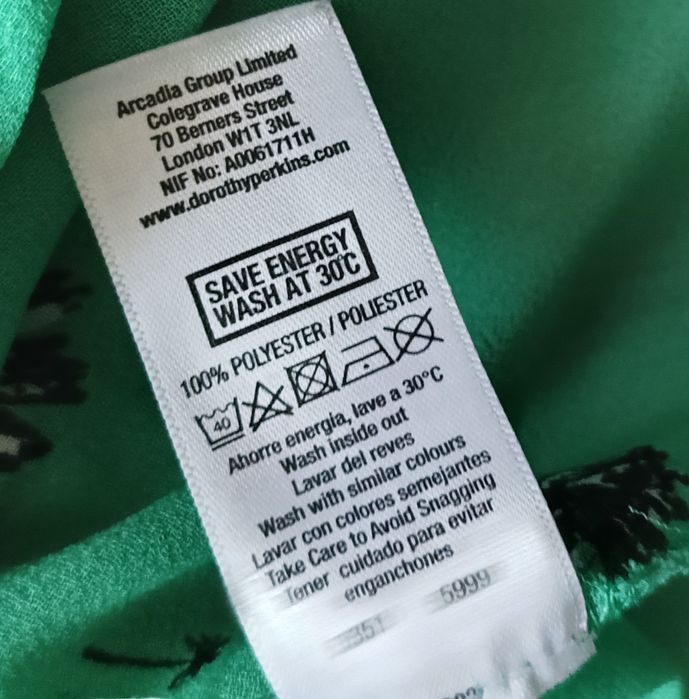 Arcadia Group Limited
Colegrave House
70 Berners Street
London W1T 3NL
NIF No: A0061711H
www.dorothyperkins.com
SAVE ENERGY
WASH AT 30°C
100% POLYESTER / POLIESTER
40
Ahorre energía, lave a 30°C
Wash inside out
Lavar del reves
Wash with similar colours
Lavar con colores semejantes
Take Care to Avoid Snagging
Tener cuidado para evitar
enganchones
5999